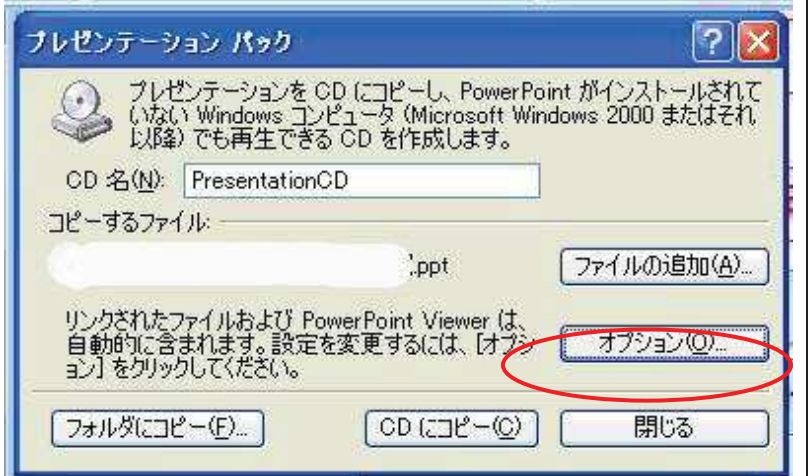 プレゼンテーション パック
プレゼンテーションを CD にコピーし、PowerPoint がインストールされて
いない Windows コンピュータ (Microsoft Windows 2000 またはそれ
以降) でも再生できる CD を作成します。
CD 名(N): PresentationCD
コピーするファイル:
.ppt ファイルの追加(A)...
リンクされたファイルおよび PowerPoint Viewer は、
自動的に含まれます。設定を変更するには、[オプシ
ョン] をクリックしてください。
オプション(O)...
フォルダにコピー(F)... CD にコピー(C) 閉じる